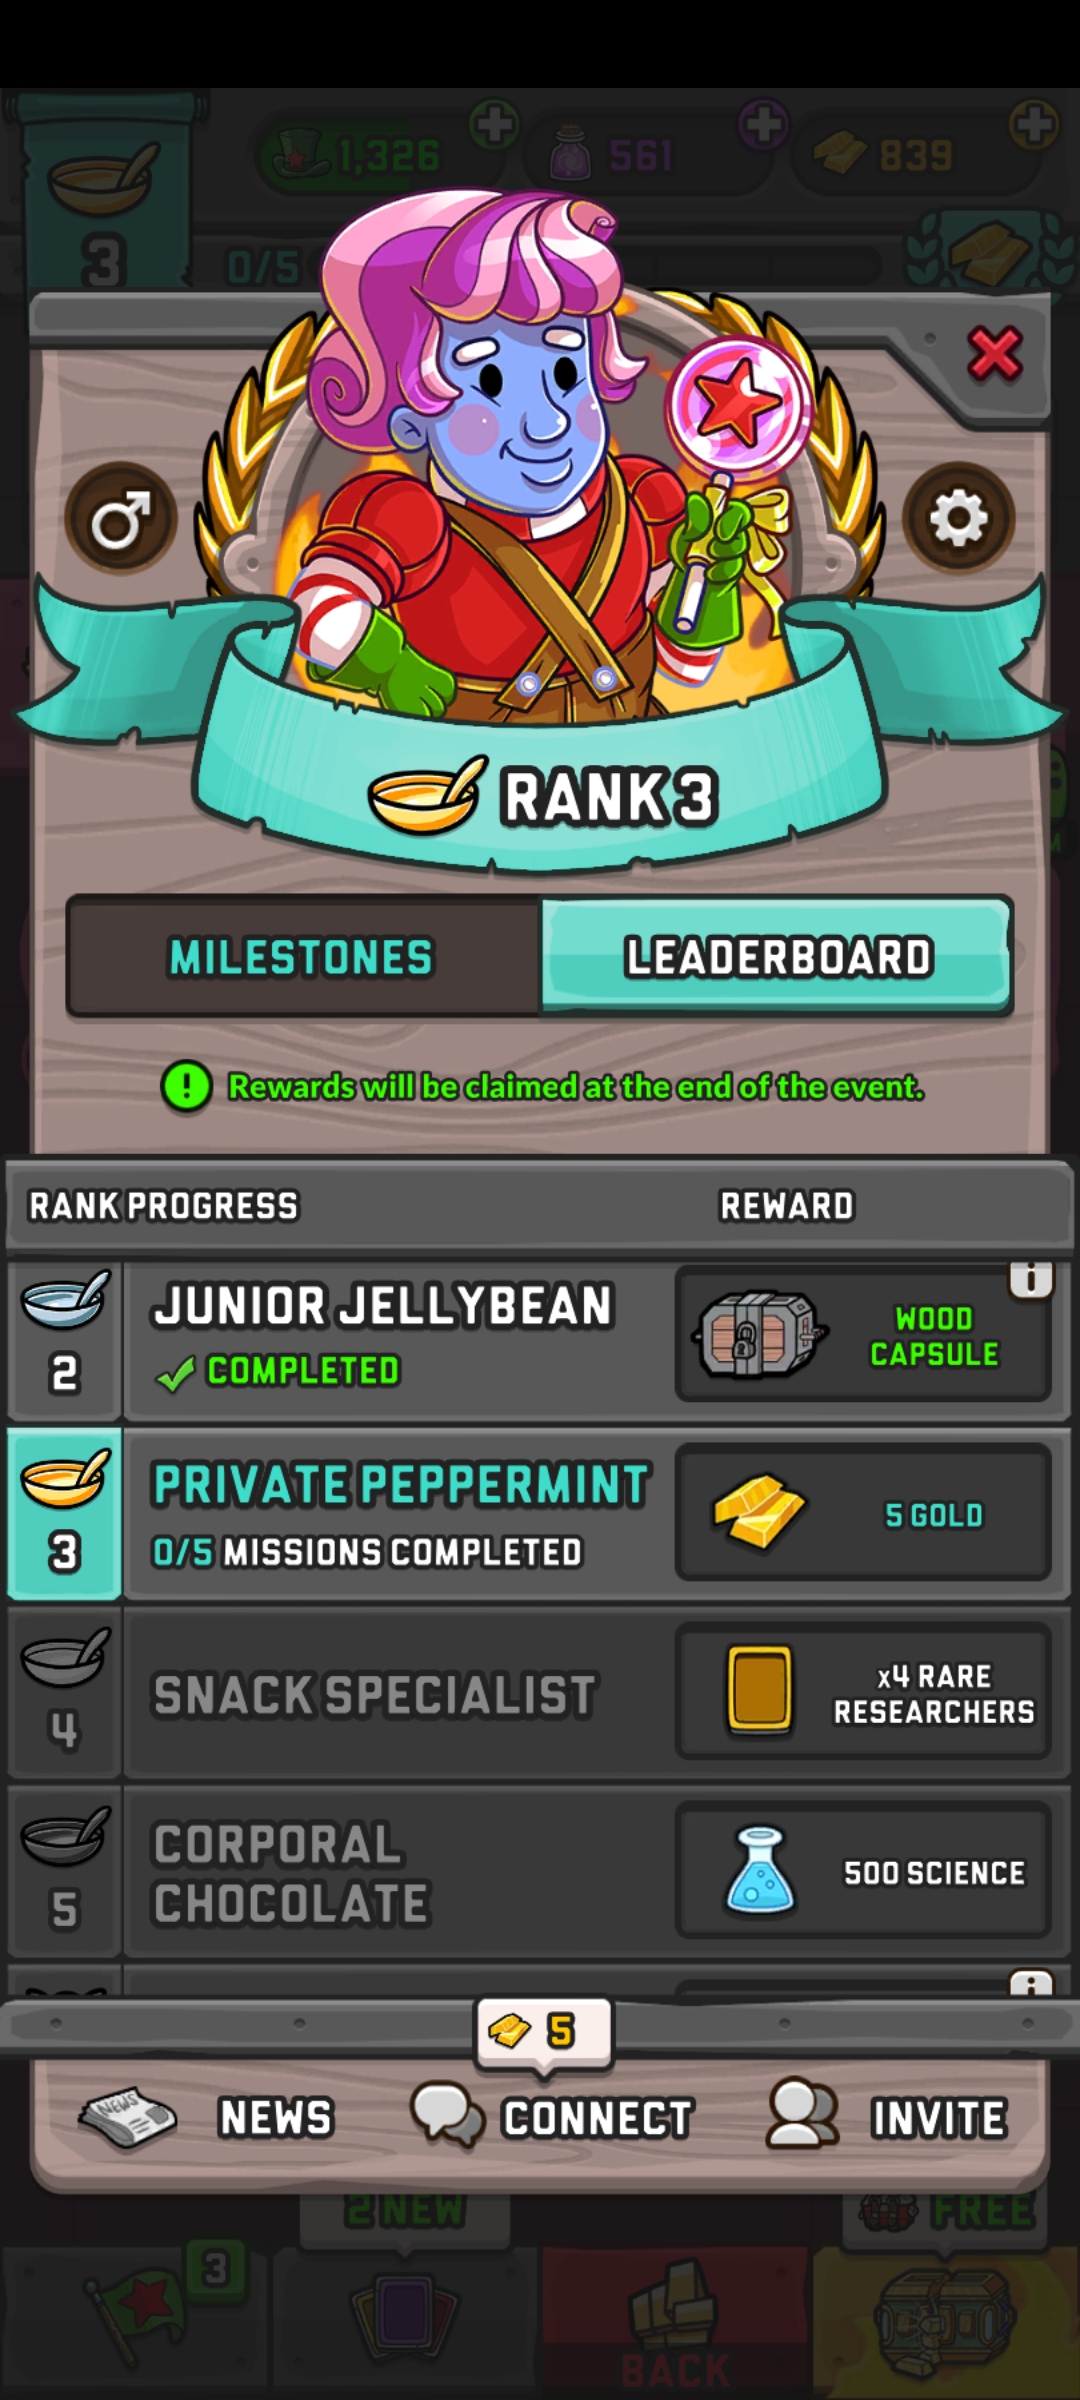 1,326
561
839
3
0/5
RANK 3
MILESTONES
LEADERBOARD
! Rewards will be claimed at the end of the event.
RANK PROGRESS
REWARD
2
JUNIOR JELLYBEAN
COMPLETED
WOOD
CAPSULE
i
3
PRIVATE PEPPERMINT
0/5 MISSIONS COMPLETED
5 GOLD
4
SNACK SPECIALIST
x4 RARE
RESEARCHERS
5
CORPORAL
CHOCOLATE
500 SCIENCE
i
5
NEWS
NEWS
CONNECT
INVITE
2 NEW
FREE
3
BACK